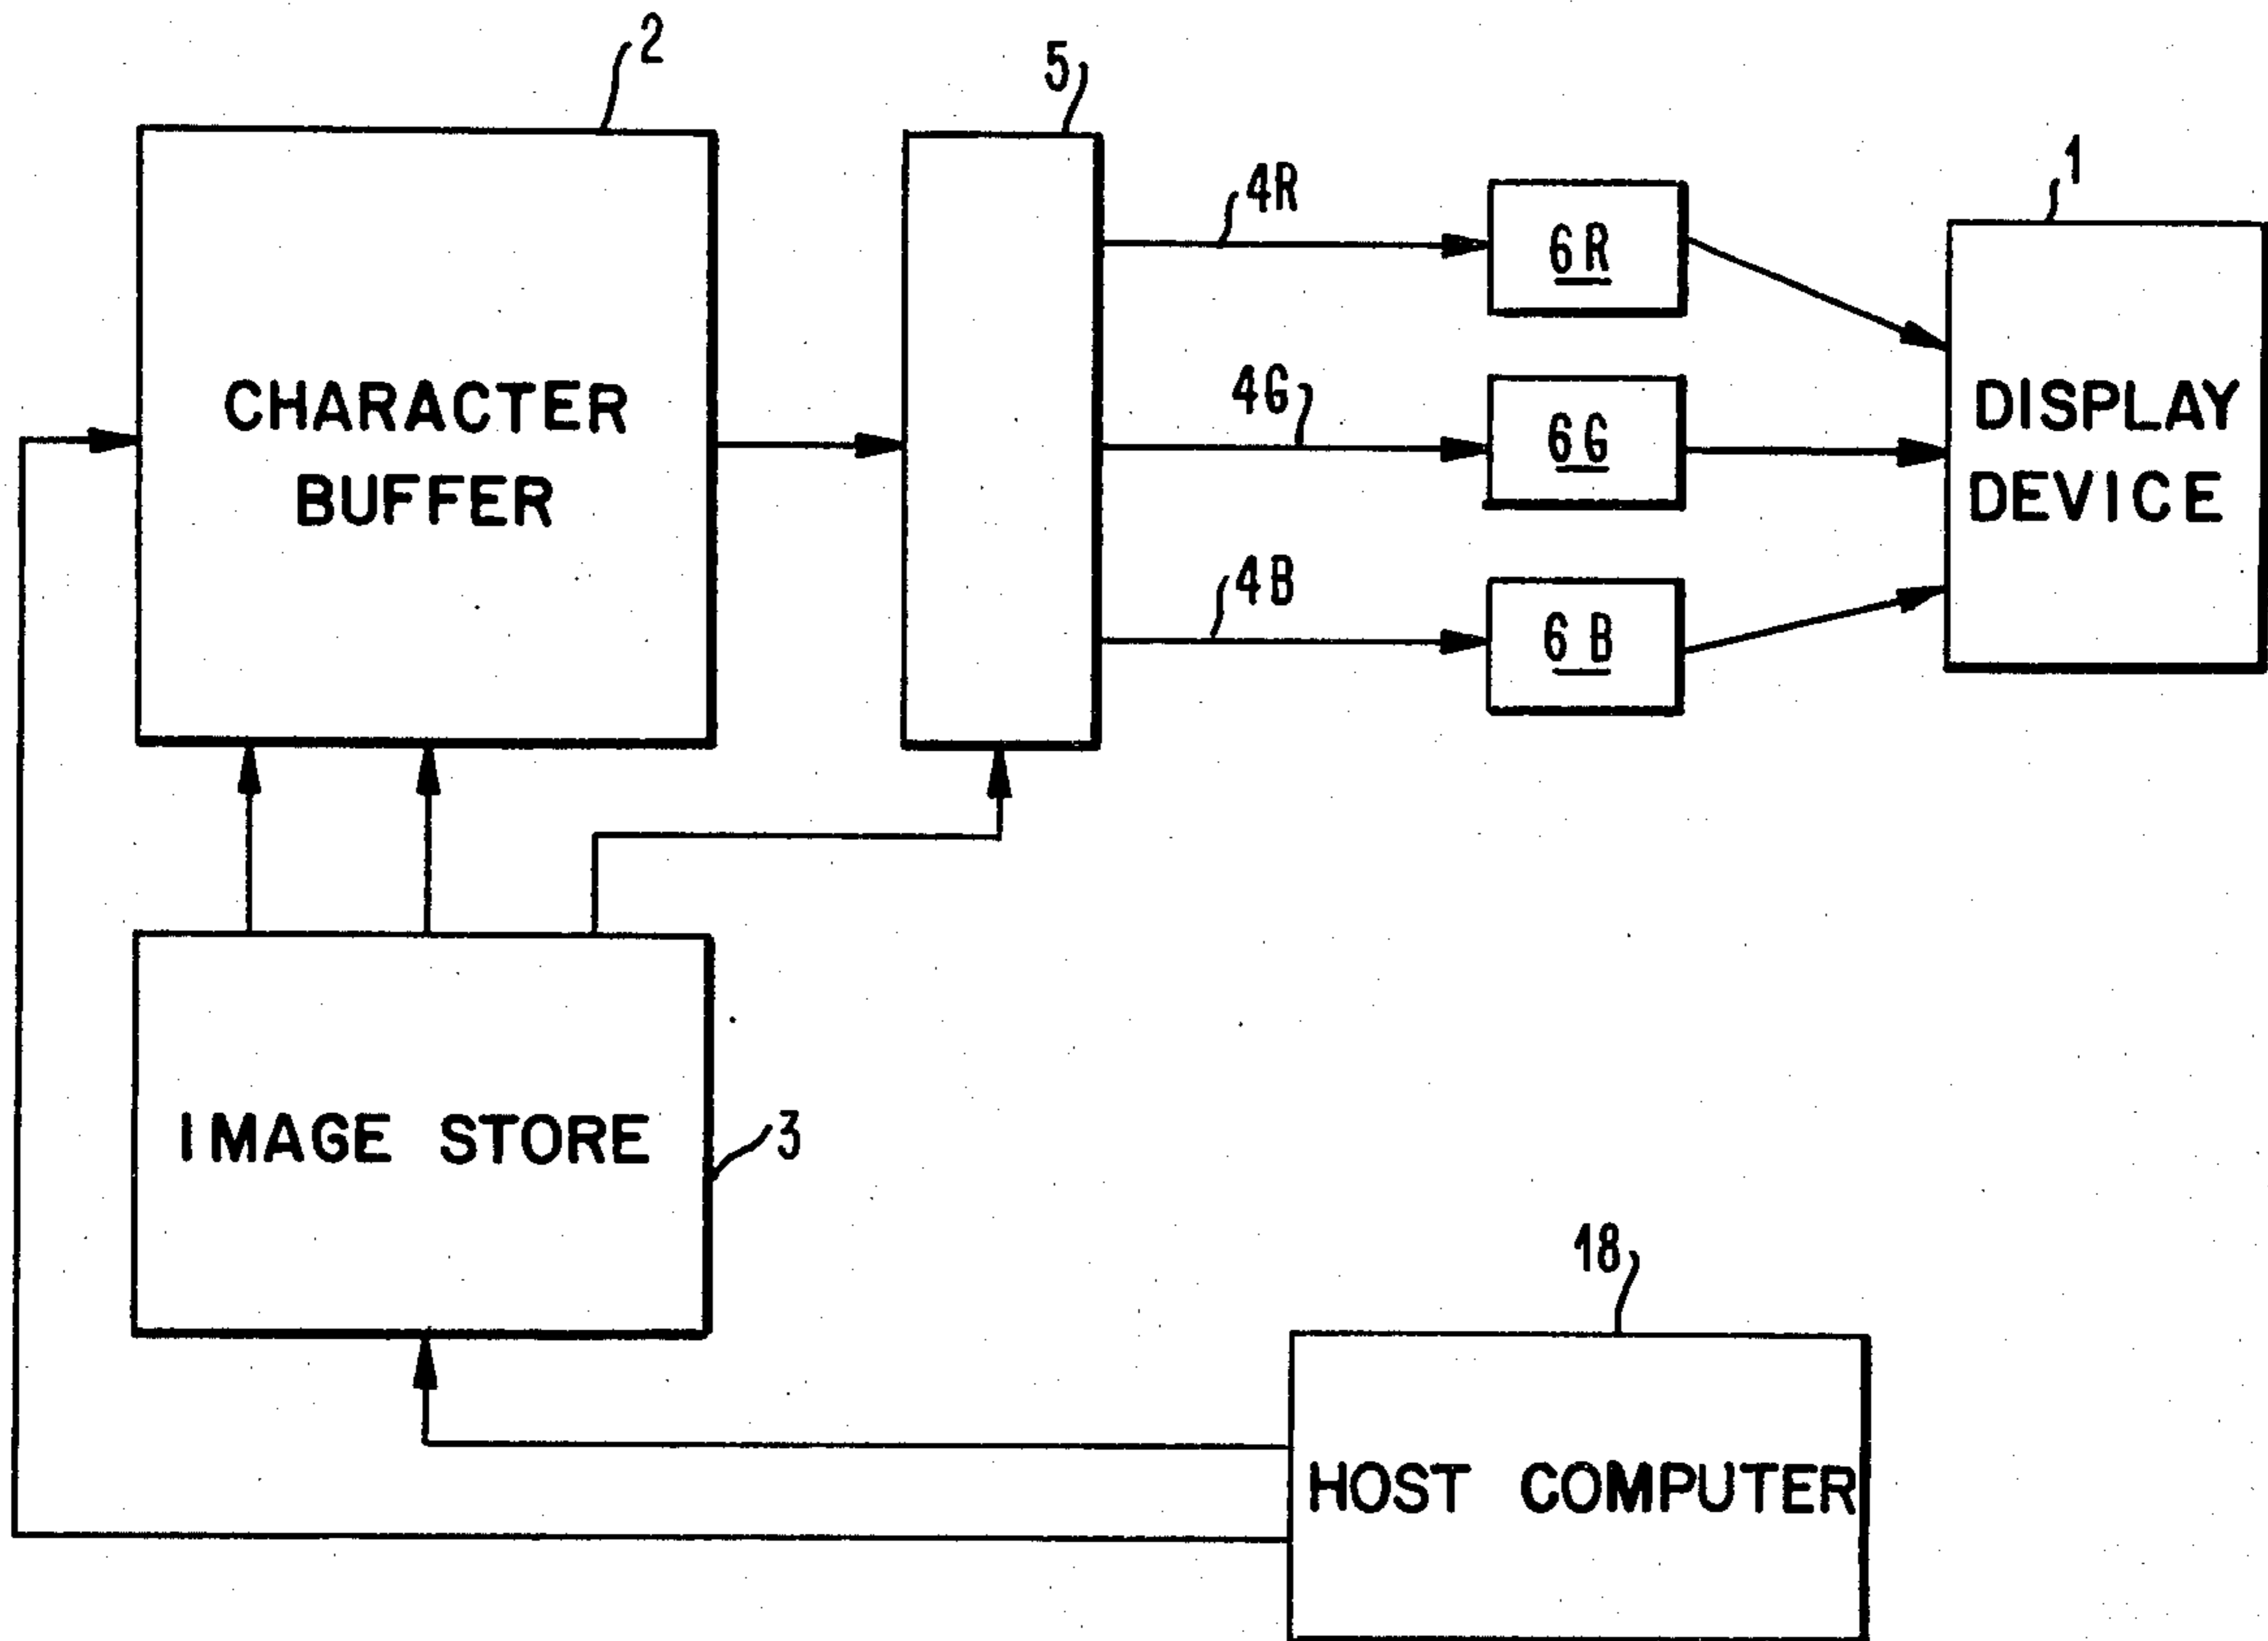 2
5
1
4R
6R
CHARACTER
BUFFER
4G
6G
DISPLAY
DEVICE
4B
6B
IMAGE STORE
3
18
HOST COMPUTER